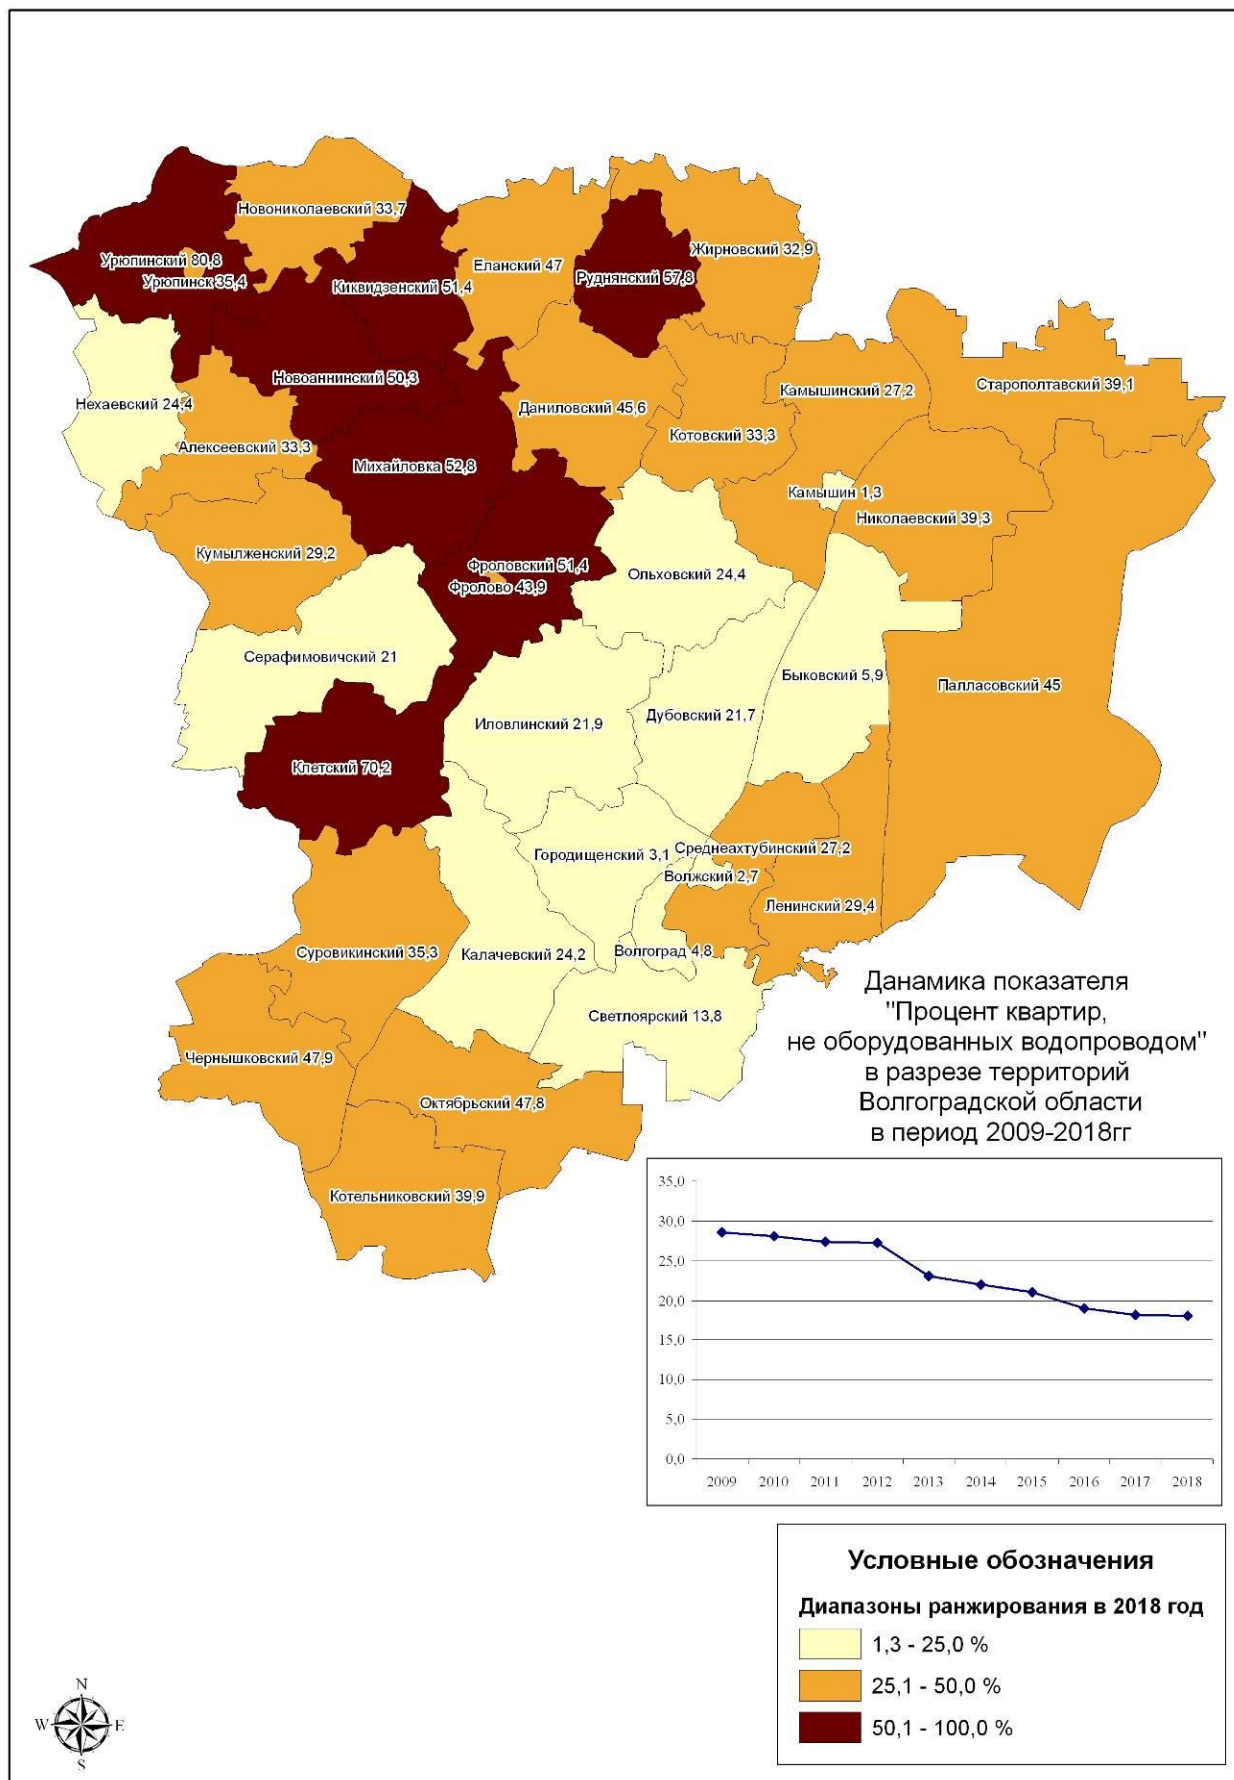 Новониколаевский 33,7
Урюпинский 80,8
Урюпинск 35,4
Киквидзенский 51,4
Еланский 47
Руднянский 57,8
Жирновский 32,9
Нехаевский 24,4
Новоаннинский 50,3
Алексеевский 33,3
Даниловский 45,6
Котовский 33,3
Камышинский 27,2
Старополтавский 39,1
Михайловка 52,8
Камышин 1,3
Николаевский 39,3
Кумылженский 29,2
Фроловский 51,4
Фролово 43,9
Ольховский 24,4
Серафимовичский 21
Быковский 5,9
Палласовский 45
Иловлинский 21,9
Дубовский 21,7
Клетский 70,2
Городищенский 3,1
Среднеахтубинский 27,2
Волжский 2,7
Ленинский 29,4
Суровикинский 35,3
Калачевский 24,2
Волгоград 4,8
Светлоярский 13,8
Чернышковский 47,9
Октябрьский 47,8
Котельниковский 39,9
Данамика показателя
"Процент квартир,
не оборудованных водопроводом"
в разрезе территорий
Волгоградской области
в период 2009-2018гг
35,0
30,0
25,0
20,0
15,0
10,0
5,0
0,0
2009 2010 2011 2012 2013 2014 2015 2016 2017 2018
Условные обозначения
Диапазоны ранжирования в 2018 год
1,3 - 25,0 %
25,1 - 50,0 %
50,1 - 100,0 %
N
W E
S